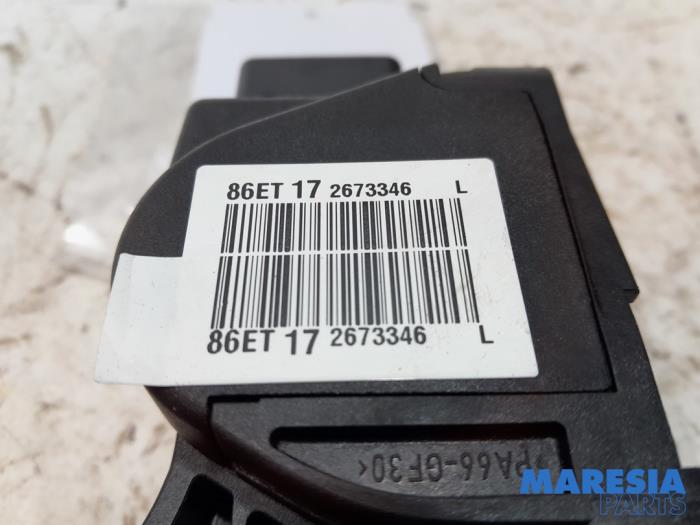 86ET 17 2673346 L
86ET 17 2673346 L
>PA66-GF30<
MARESIA
PARTS